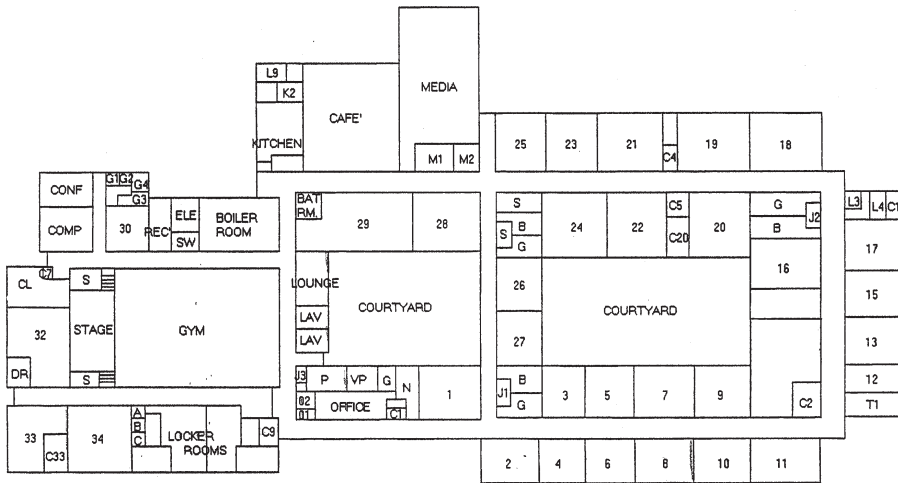 L9
K2
KITCHEN
CAFE'
MEDIA
M1 M2
25 23 21 C4 19 18
CONF
COMP
G1 G2 G4
G3
30
REC
ELE
SW
BOILER
ROOM
BAT
RM.
29 28
S
S B
G
24 22
C5
C20
20
G
B
J2
L3 L4 C1
17
16
15
13
12
T1
CL
C7
32
DR
S
STAGE
S
GYM
LOUNGE
LAV
LAV
COURTYARD
26
27
COURTYARD
J3 P VP G N
02
01
OFFICE
C1
1
J1
B
G
3 5 7 9
C2
33
C33
34
A
B
C
LOCKER
ROOMS
C9
2 4 6 8 10 11